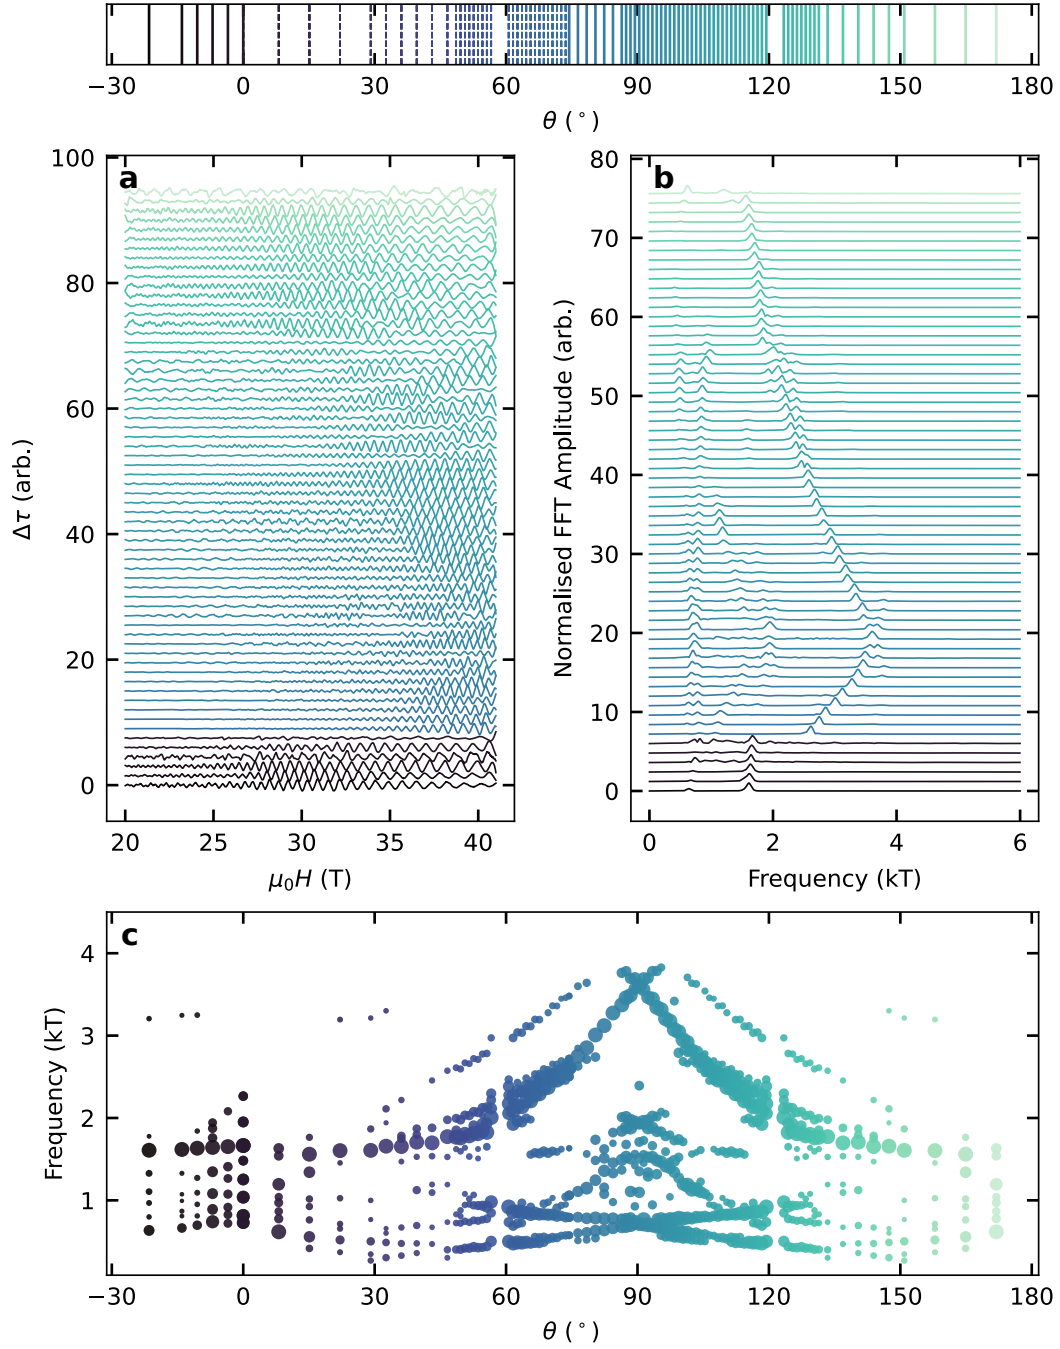 −30 0 30 60 90 120 150 180
θ (°)
a
100
80
60
40
20
0
Δτ (arb.)
20 25 30 35 40
μ₀H (T)
b
80
70
60
50
40
30
20
10
0
Normalised FFT Amplitude (arb.)
0 2 4 6
Frequency (kT)
c
4
3
2
1
Frequency (kT)
−30 0 30 60 90 120 150 180
θ (°)